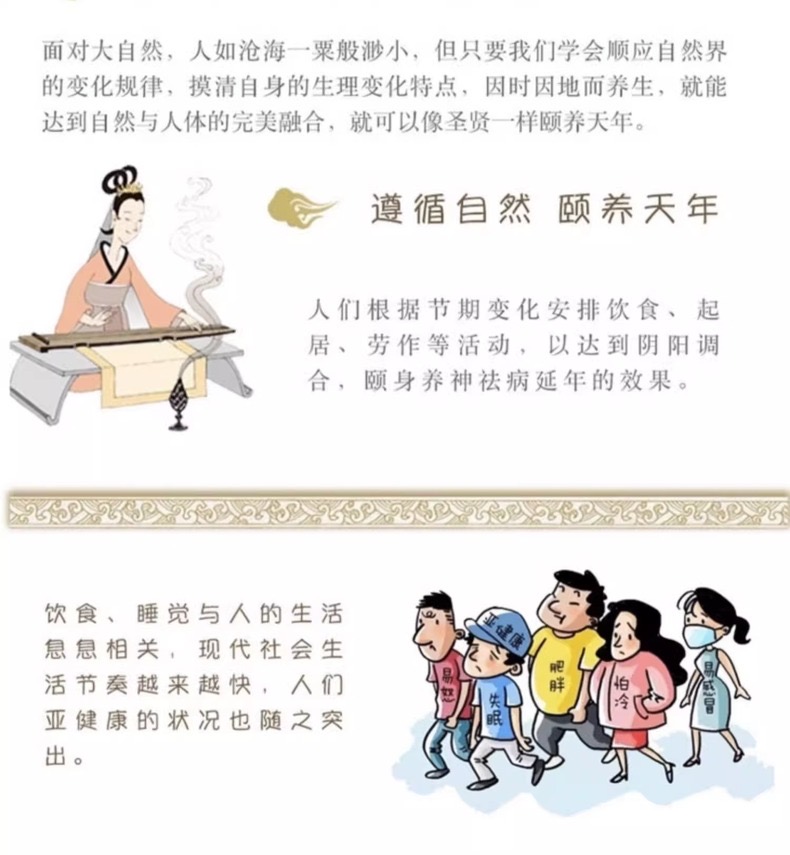 面对大自然，人如沧海一粟般渺小，但只要我们学会顺应自然界
的变化规律，摸清自身的生理变化特点，因时因地而养生，就能
达到自然与人体的完美融合，就可以像圣贤一样颐养天年。
遵循自然 颐养天年
人们根据节期变化安排饮食、起
居、劳作等活动，以达到阴阳调
合，颐身养神祛病延年的效果。
饮食、睡觉与人的生活
息息相关，现代社会生
活节奏越来越快，人们
亚健康的状况也随之突
出。
亚健康
易怒
失眠
肥胖
怕冷
易感冒